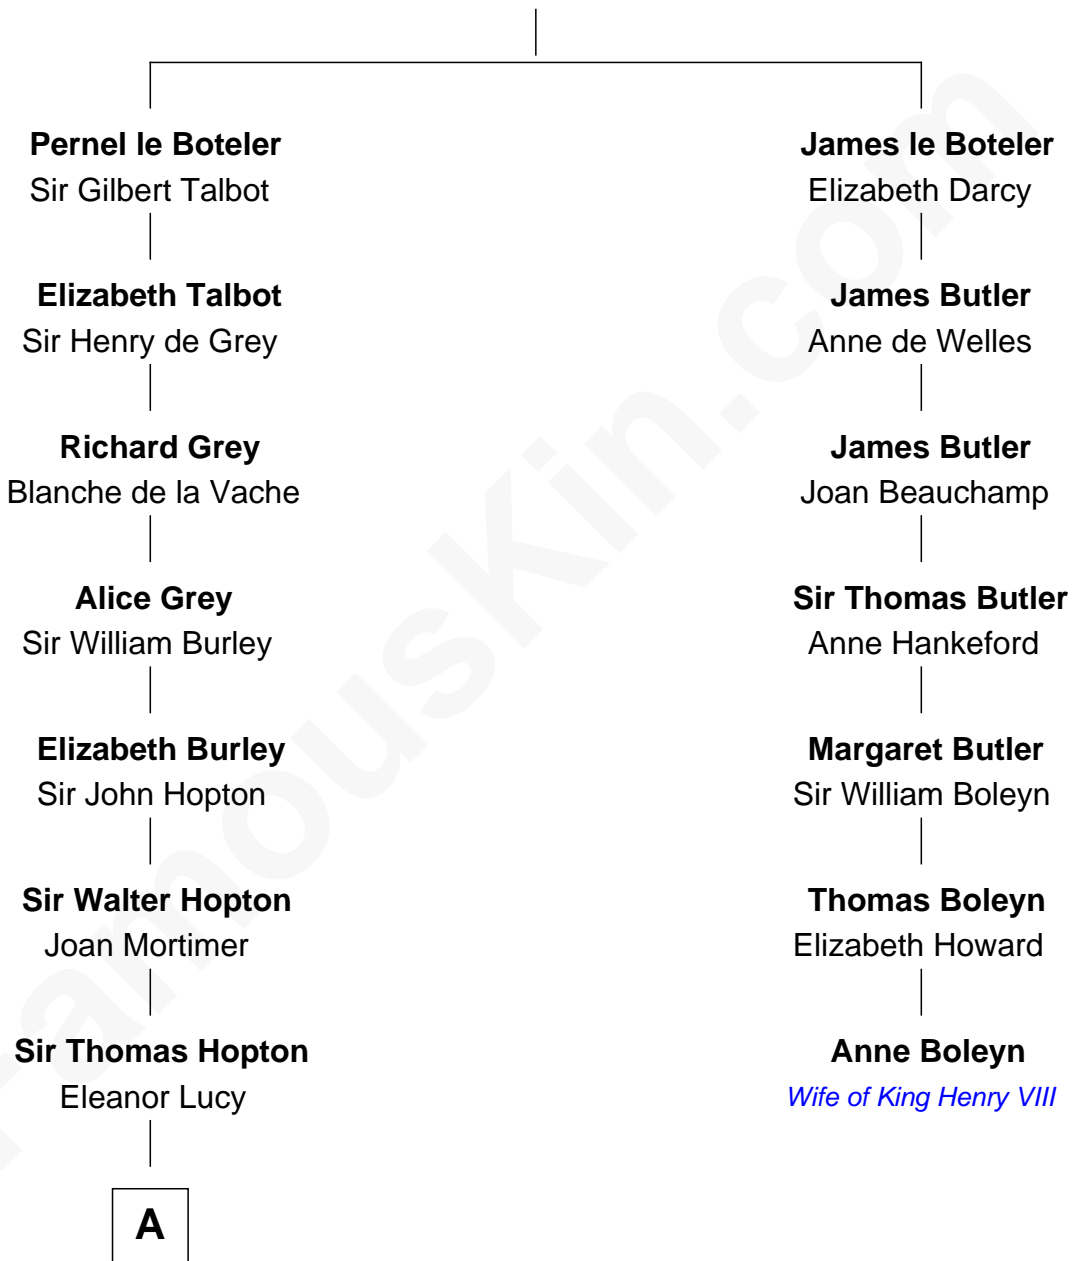 Pernel le Boteler
Sir Gilbert Talbot
James le Boteler
Elizabeth Darcy
Elizabeth Talbot
Sir Henry de Grey
James Butler
Anne de Welles
Richard Grey
Blanche de la Vache
James Butler
Joan Beauchamp
Alice Grey
Sir William Burley
Sir Thomas Butler
Anne Hankeford
Elizabeth Burley
Sir John Hopton
Margaret Butler
Sir William Boleyn
Sir Walter Hopton
Joan Mortimer
Thomas Boleyn
Elizabeth Howard
Sir Thomas Hopton
Eleanor Lucy
Anne Boleyn
Wife of King Henry VIII
A
FamousKin.com